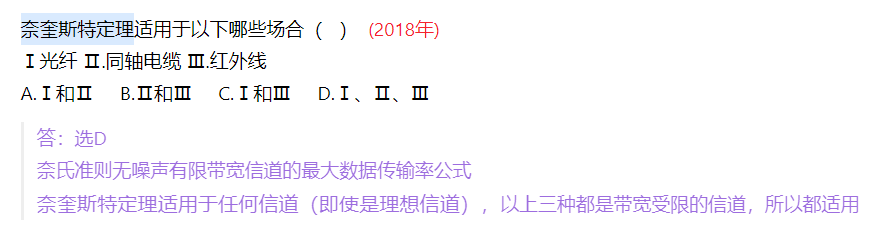 奈奎斯特定理适用于以下哪些场合（　） (2018年)
Ⅰ光纤 Ⅱ.同轴电缆 Ⅲ.红外线
A.Ⅰ和Ⅱ B.Ⅱ和Ⅲ C.Ⅰ和Ⅲ D.Ⅰ、Ⅱ、Ⅲ
答：选D
奈氏准则无噪声有限带宽信道的最大数据传输率公式
奈奎斯特定理适用于任何信道（即使是理想信道），以上三种都是带宽受限的信道，所以都适用